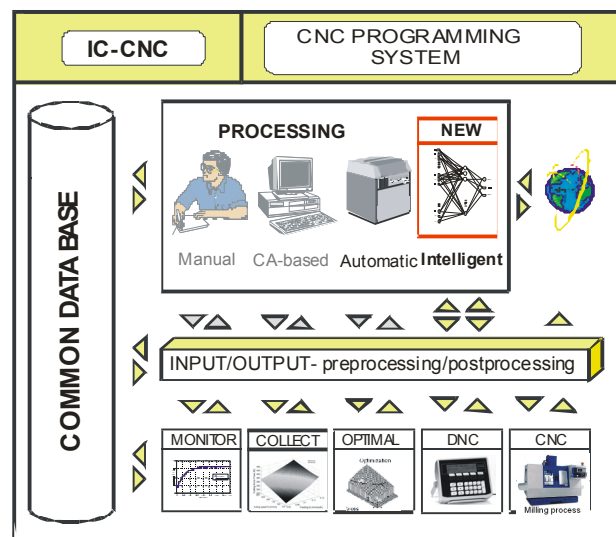 IC-CNC
CNC PROGRAMMING
SYSTEM
COMMON DATA BASE
PROCESSING
NEW
Manual
CA-based
Automatic
Intelligent
INPUT/OUTPUT- preprocessing/postprocessing
MONITOR
COLLECT
OPTIMAL
DNC
CNC
Optimization
Milling process